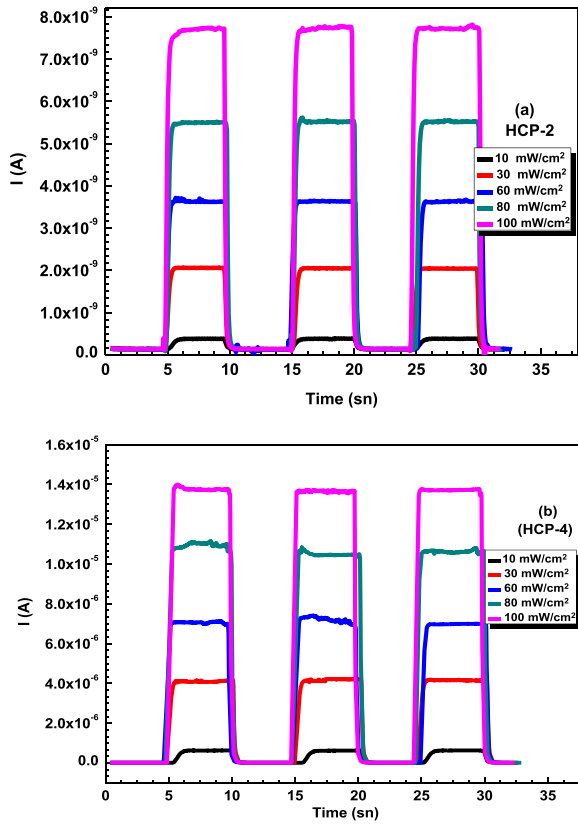 8.0x10⁻⁹
7.0x10⁻⁹
6.0x10⁻⁹
5.0x10⁻⁹
4.0x10⁻⁹
3.0x10⁻⁹
2.0x10⁻⁹
1.0x10⁻⁹
0.0
I (A)
(a)
HCP-2
10 mW/cm²
30 mW/cm²
60 mW/cm²
80 mW/cm²
100 mW/cm²
0 5 10 15 20 25 30 35
Time (sn)
1.6x10⁻⁵
1.4x10⁻⁵
1.2x10⁻⁵
1.0x10⁻⁵
8.0x10⁻⁶
6.0x10⁻⁶
4.0x10⁻⁶
2.0x10⁻⁶
0.0
I (A)
(b)
(HCP-4)
10 mW/cm²
30 mW/cm²
60 mW/cm²
80 mW/cm²
100 mW/cm²
0 5 10 15 20 25 30 35
Time (sn)